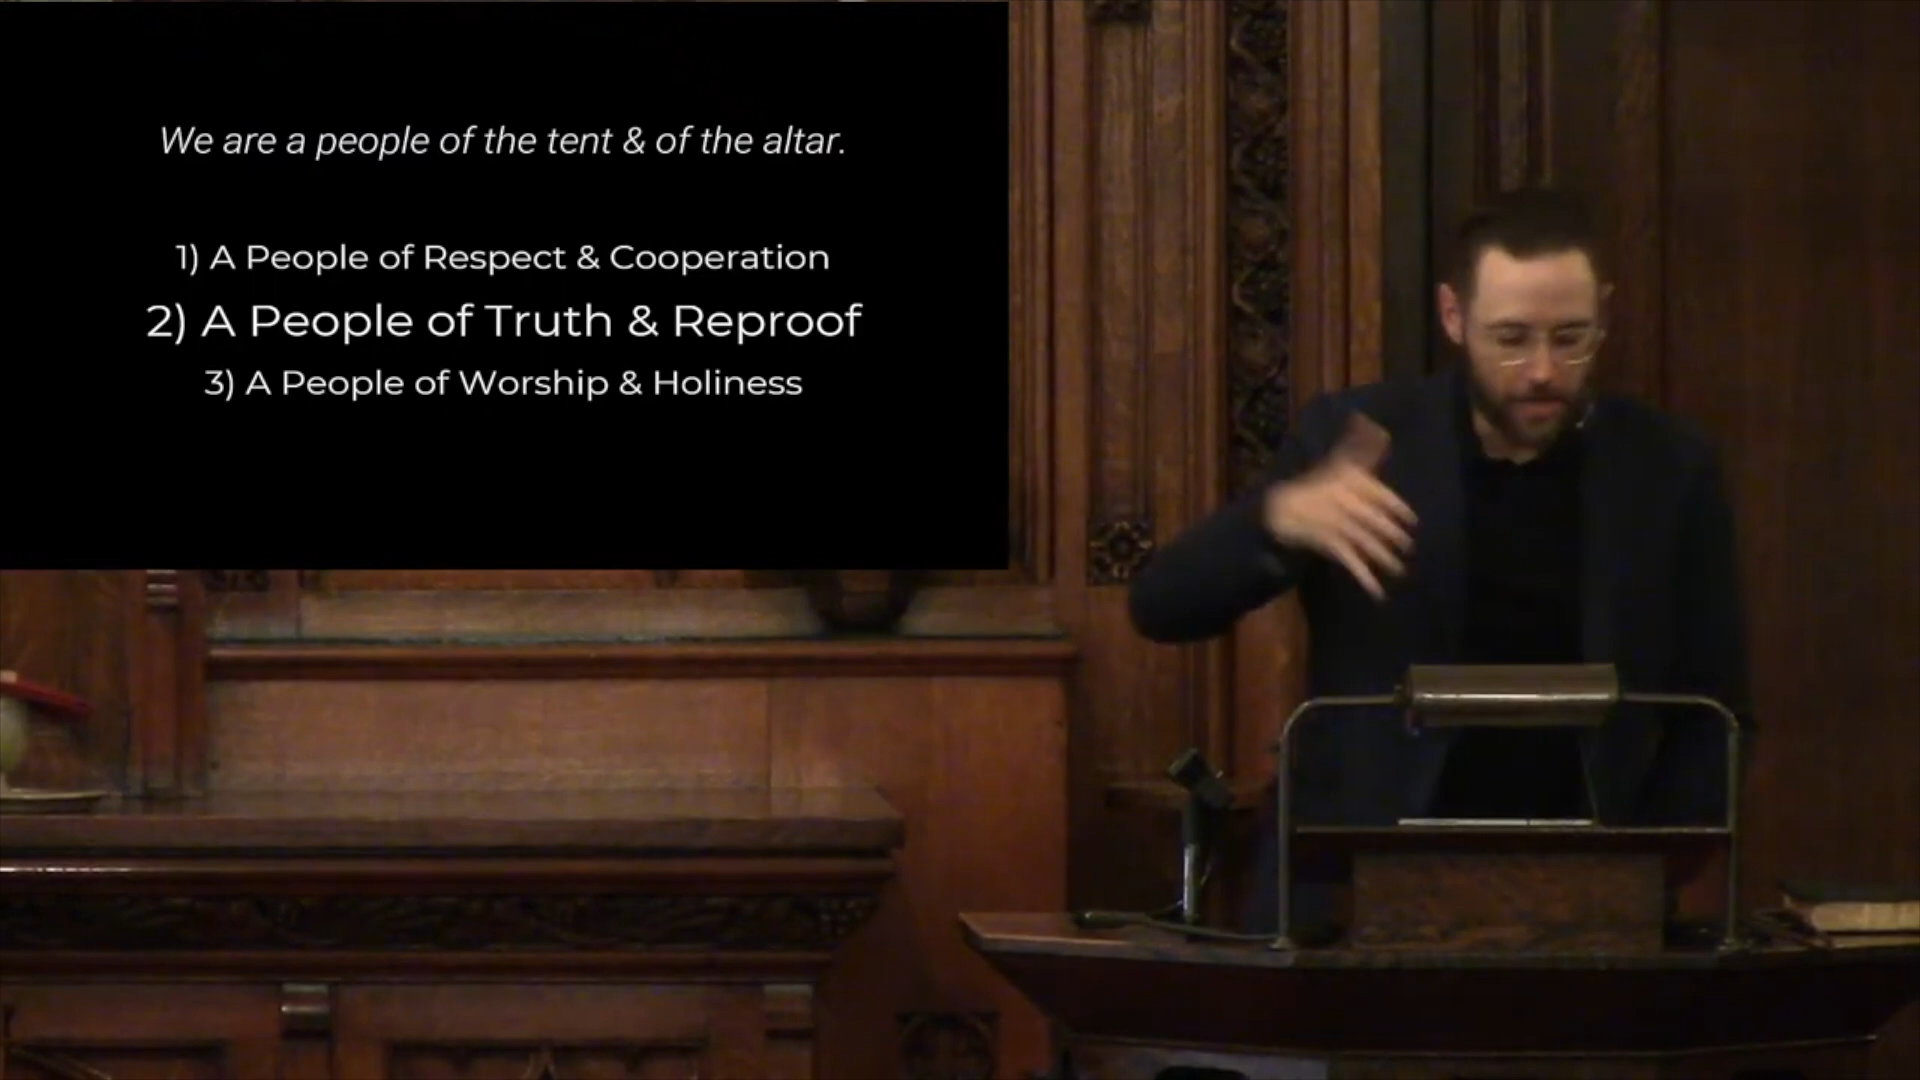 We are a people of the tent & of the altar.
1) A People of Respect & Cooperation
2) A People of Truth & Reproof
3) A People of Worship & Holiness